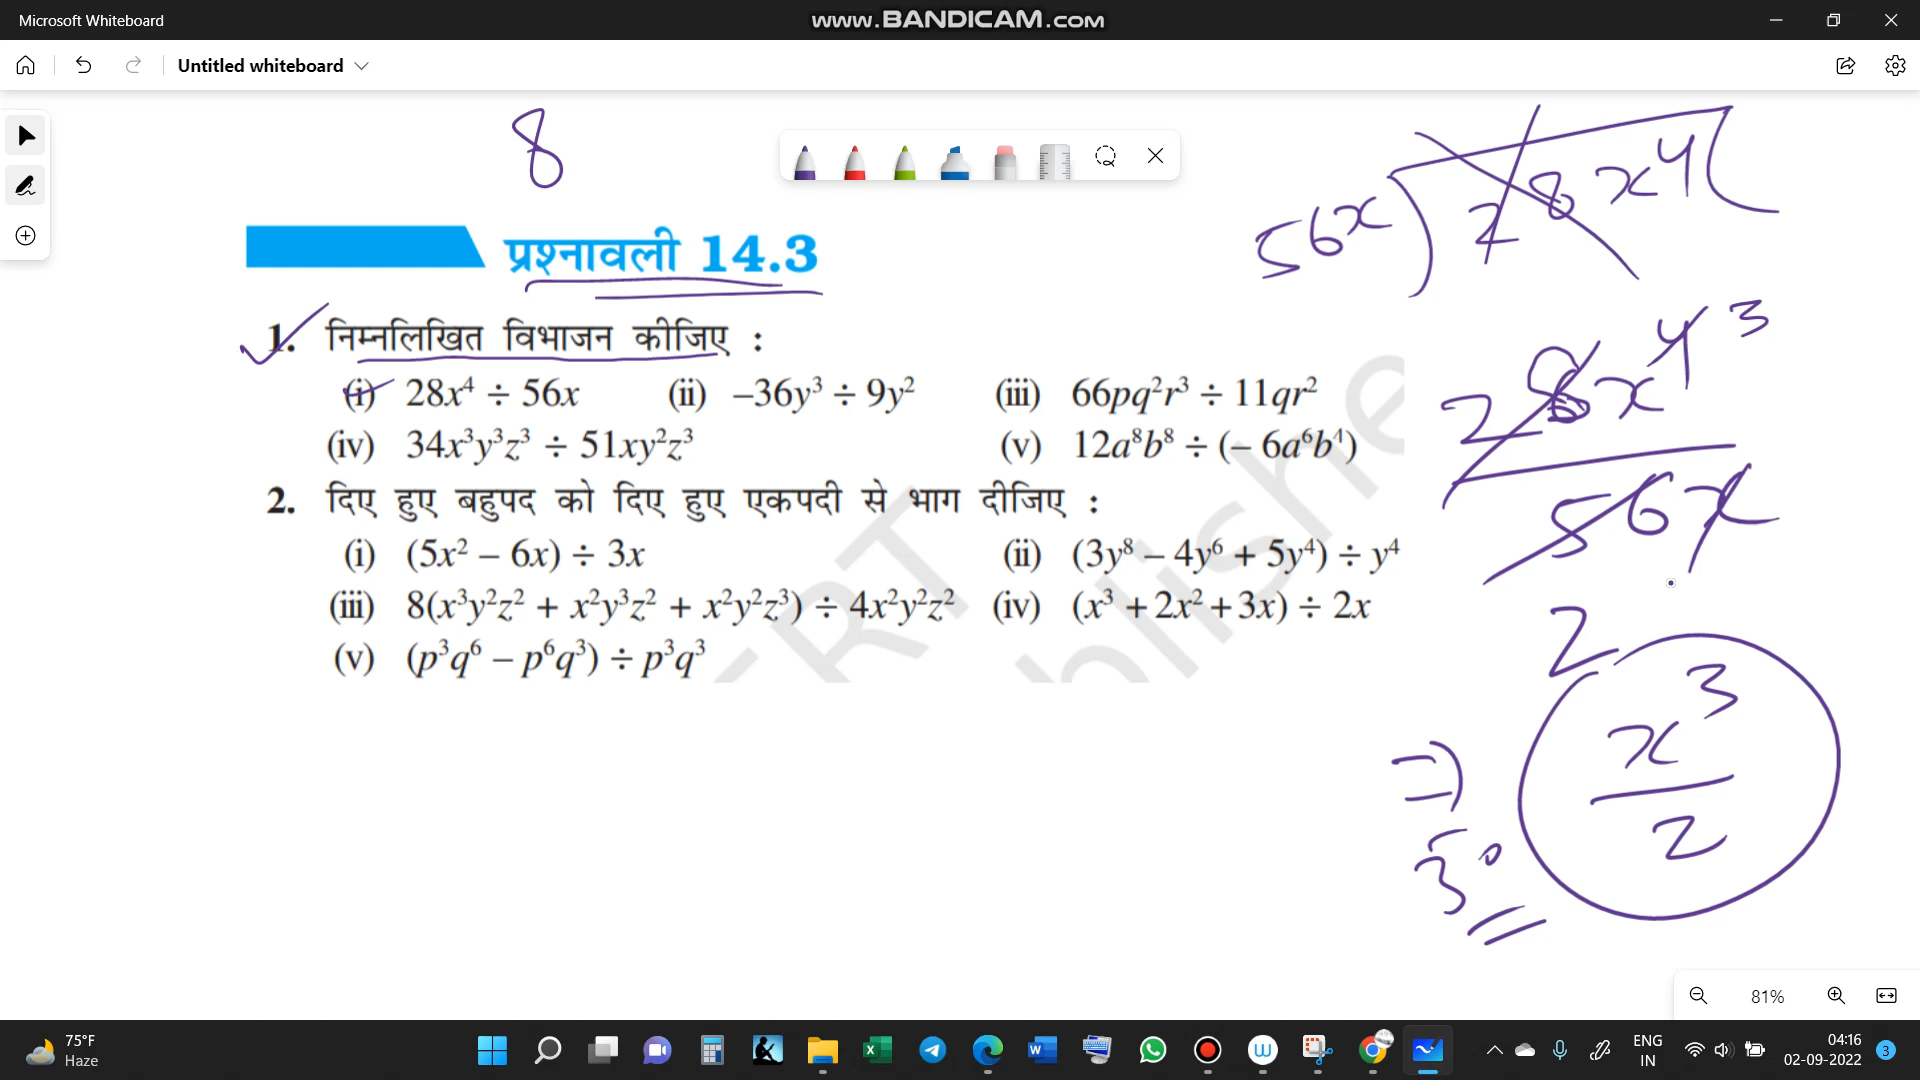 Microsoft Whiteboard
www.BANDICAM.com
Untitled whiteboard
8
प्रश्नावली 14.3
1. निम्नलिखित विभाजन कीजिए :
(i) 28x⁴ ÷ 56x (ii) –36y³ ÷ 9y² (iii) 66pq²r³ ÷ 11qr²
(iv) 34x³y³z³ ÷ 51xy²z³ (v) 12a⁸b⁸ ÷ (– 6a⁶b⁴)
2. दिए हुए बहुपद को दिए हुए एकपदी से भाग दीजिए :
(i) (5x² – 6x) ÷ 3x (ii) (3y⁸ – 4y⁶ + 5y⁴) ÷ y⁴
(iii) 8(x³y²z² + x²y³z² + x²y²z³) ÷ 4x²y²z² (iv) (x³ +2x² +3x) ÷ 2x
(v) (p³q⁶ – p⁶q³) ÷ p³q³
56x) 28x⁴(
28x⁴ 3
56x
2
⇒ x³
2
81%
75°F
Haze
ENG
IN
04:16
02-09-2022
3